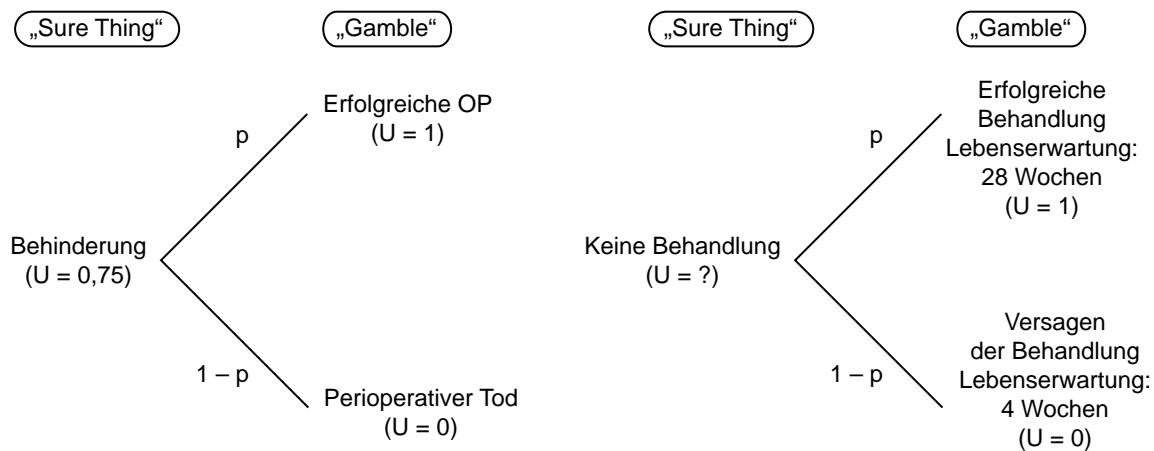 „Sure Thing“
„Gamble“
Erfolgreiche OP
(U = 1)
p
Behinderung
(U = 0,75)
1 – p
Perioperativer Tod
(U = 0)
„Sure Thing“
„Gamble“
Erfolgreiche
Behandlung
Lebenserwartung:
28 Wochen
(U = 1)
p
Keine Behandlung
(U = ?)
1 – p
Versagen
der Behandlung
Lebenserwartung:
4 Wochen
(U = 0)